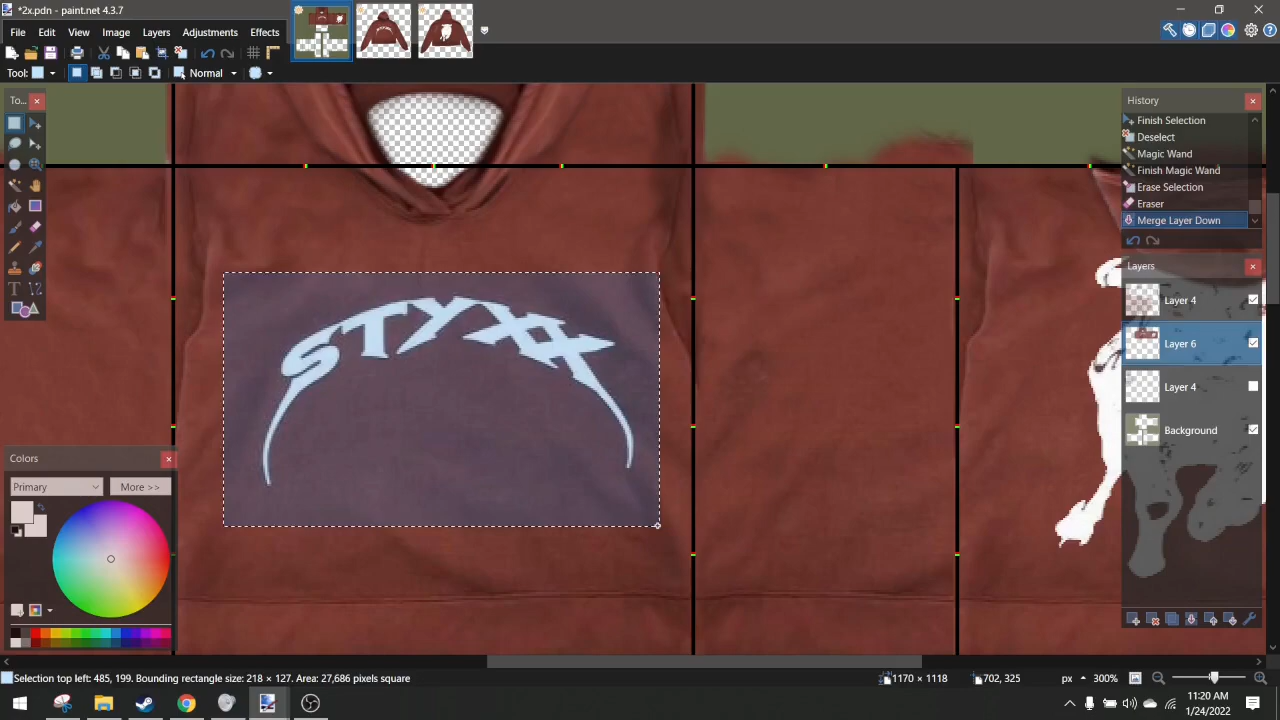 *2x.pdn - paint.net 4.3.7
File Edit View Image Layers Adjustments Effects
Tool: Normal
To...
History
Finish Selection
Deselect
Magic Wand
Finish Magic Wand
Erase Selection
Eraser
Merge Layer Down
STYXX
Layers
Layer 4
Layer 6
Layer 4
Background
Colors
Primary More >>
Selection top left: 485, 199. Bounding rectangle size: 218 × 127. Area: 27,686 pixels square 1170 × 1118 702, 325 px 300%
11:20 AM
1/24/2022